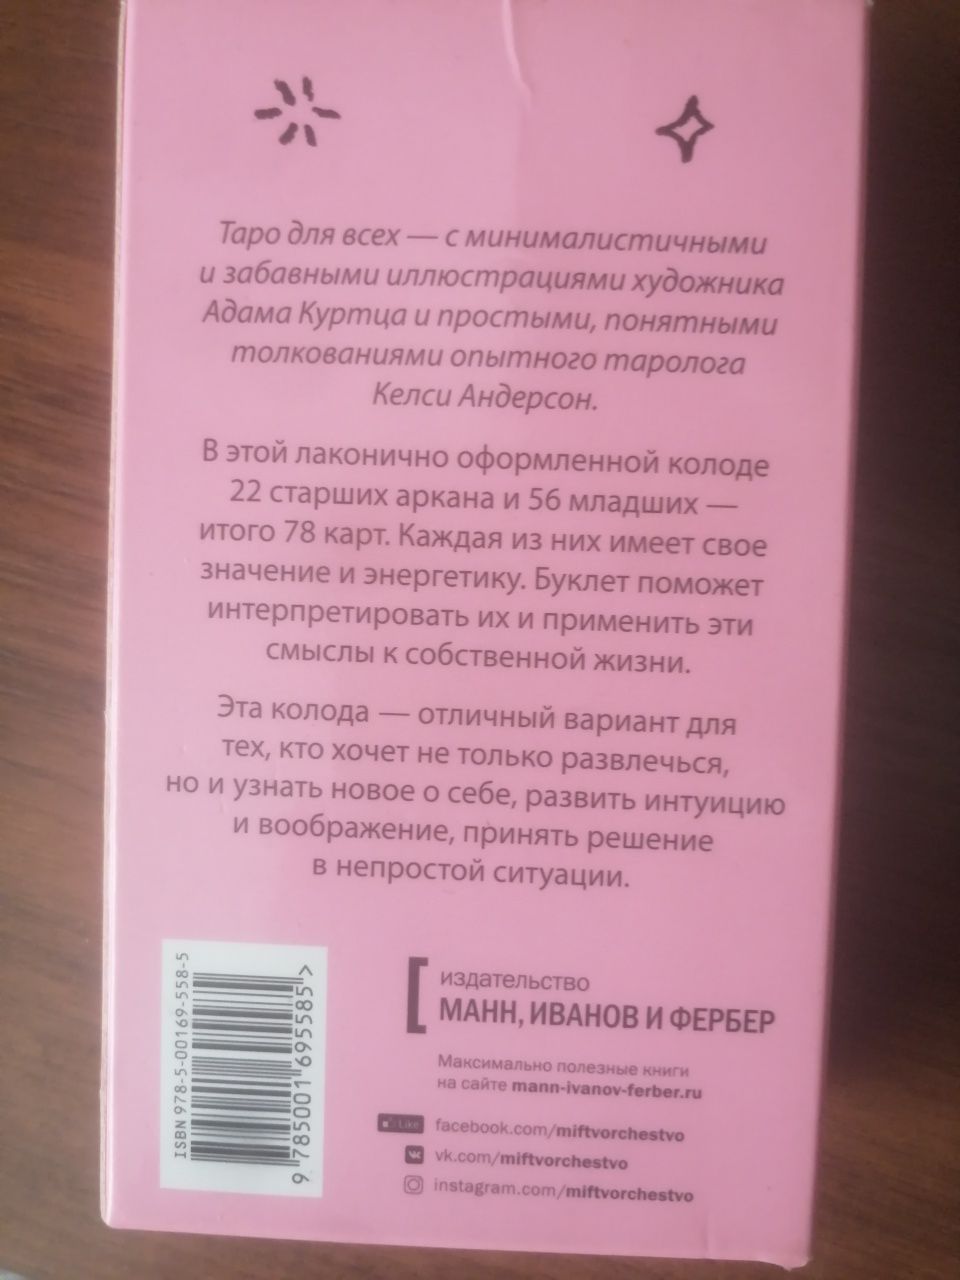 Таро для всех — с минималистичными
и забавными иллюстрациями художника
Адама Куртца и простыми, понятными
толкованиями опытного таролога
Келси Андерсон.
В этой лаконично оформленной колоде
22 старших аркана и 56 младших —
итого 78 карт. Каждая из них имеет свое
значение и энергетику. Буклет поможет
интерпретировать их и применить эти
смыслы к собственной жизни.
Эта колода — отличный вариант для
тех, кто хочет не только развлечься,
но и узнать новое о себе, развить интуицию
и воображение, принять решение
в непростой ситуации.
ISBN 978-5-00169-558-5
9 785001 695585 >
издательство
МАНН, ИВАНОВ И ФЕРБЕР
Максимально полезные книги
на сайте mann-ivanov-ferber.ru
Like facebook.com/miftvorchestvo
vk.com/miftvorchestvo
instagram.com/miftvorchestvo